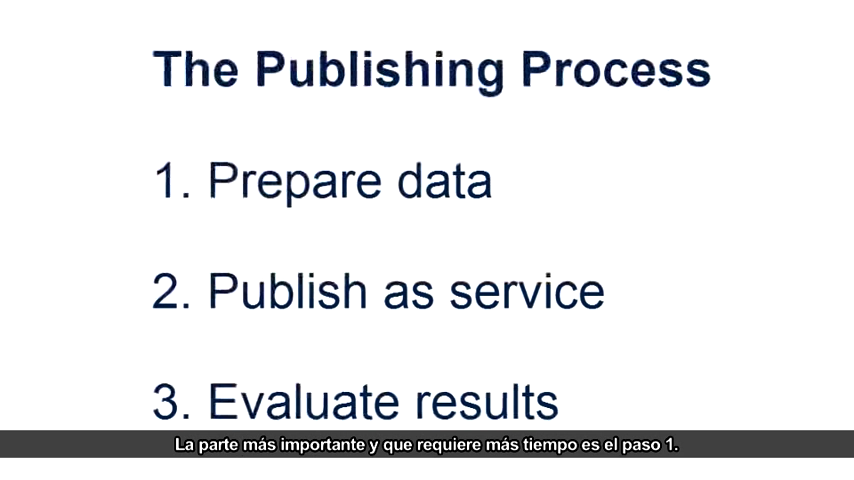 The Publishing Process
1. Prepare data
2. Publish as service
3. Evaluate results
La parte más importante y que requiere más tiempo es el paso 1.